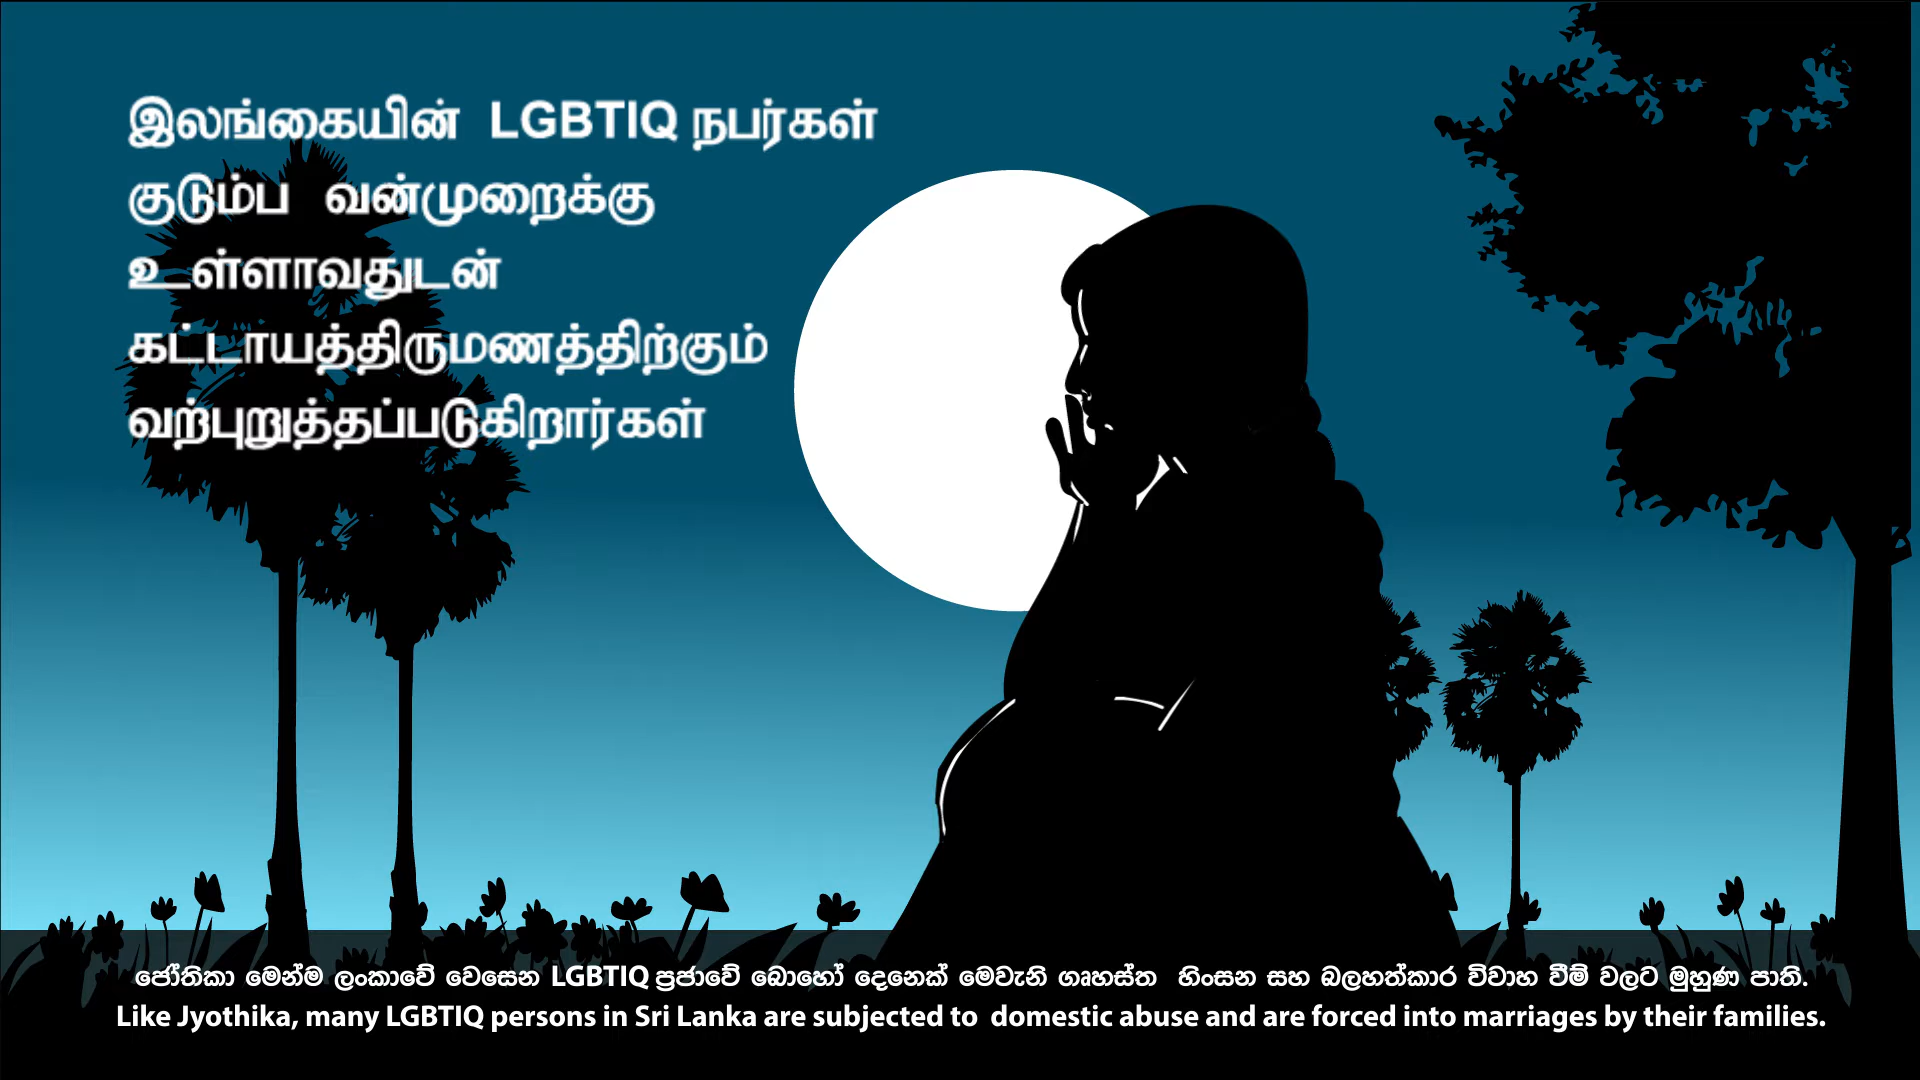 இலங்கையின் LGBTIQ நபர்கள்
குடும்ப வன்முறைக்கு
உள்ளாவதுடன்
கட்டாயத்திருமணத்திற்கும்
வற்புறுத்தப்படுகிறார்கள்
ජෝතිකා මෙන්ම ලංකාවේ වෙසෙන LGBTIQ ප්‍රජාවේ බොහෝ දෙනෙක් මෙවැනි ගෘහස්ත හිංසන සහ බලහත්කාර විවාහ වීම් වලට මුහුණ පාති.
Like Jyothika, many LGBTIQ persons in Sri Lanka are subjected to domestic abuse and are forced into marriages by their families.